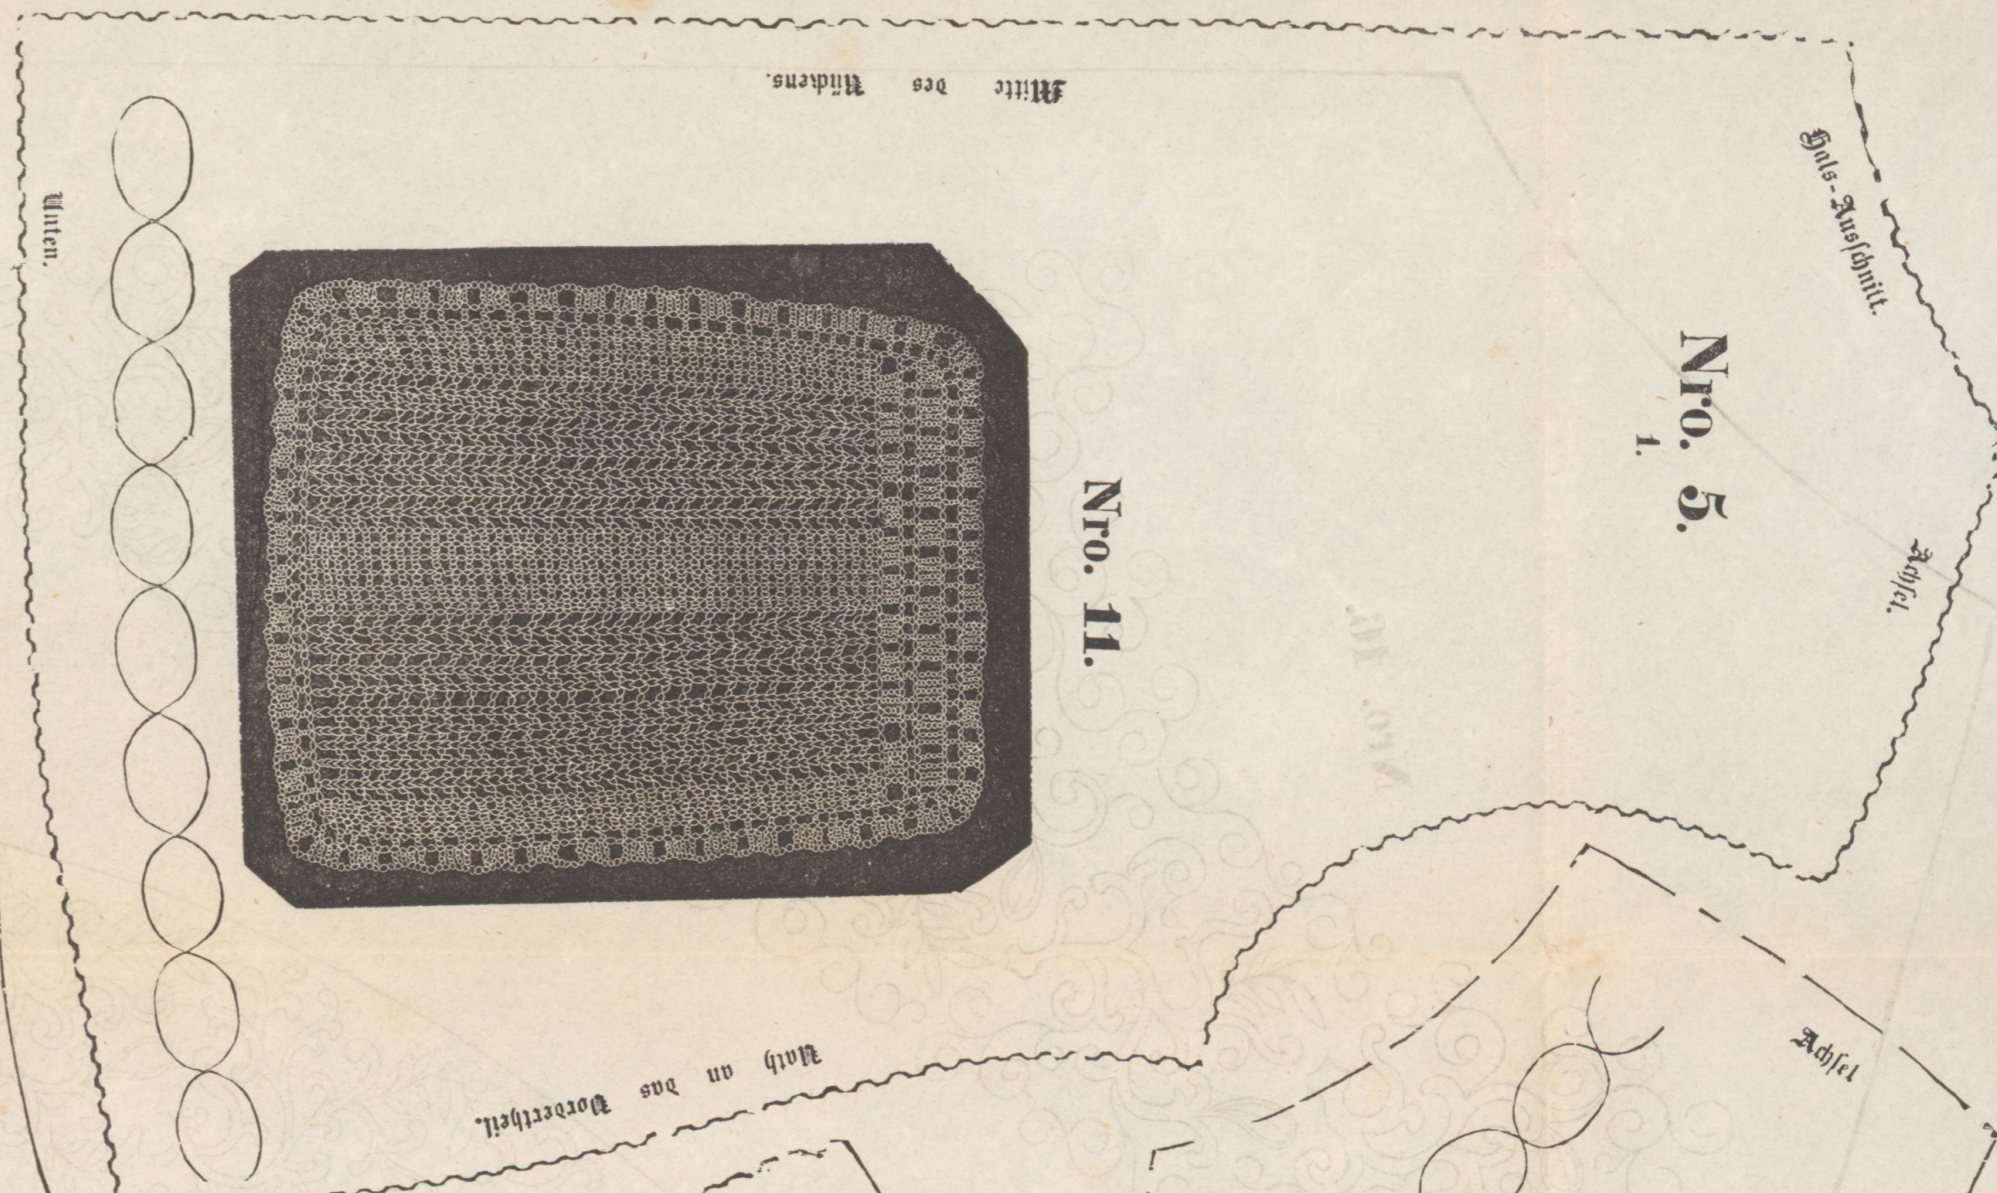 Mitte des Rückens.
Unten.
Hals-Ausschnitt.
Nro. 5.
1.
Achsel.
Nro. 11.
Nath an das Vordertheil.
Achsel